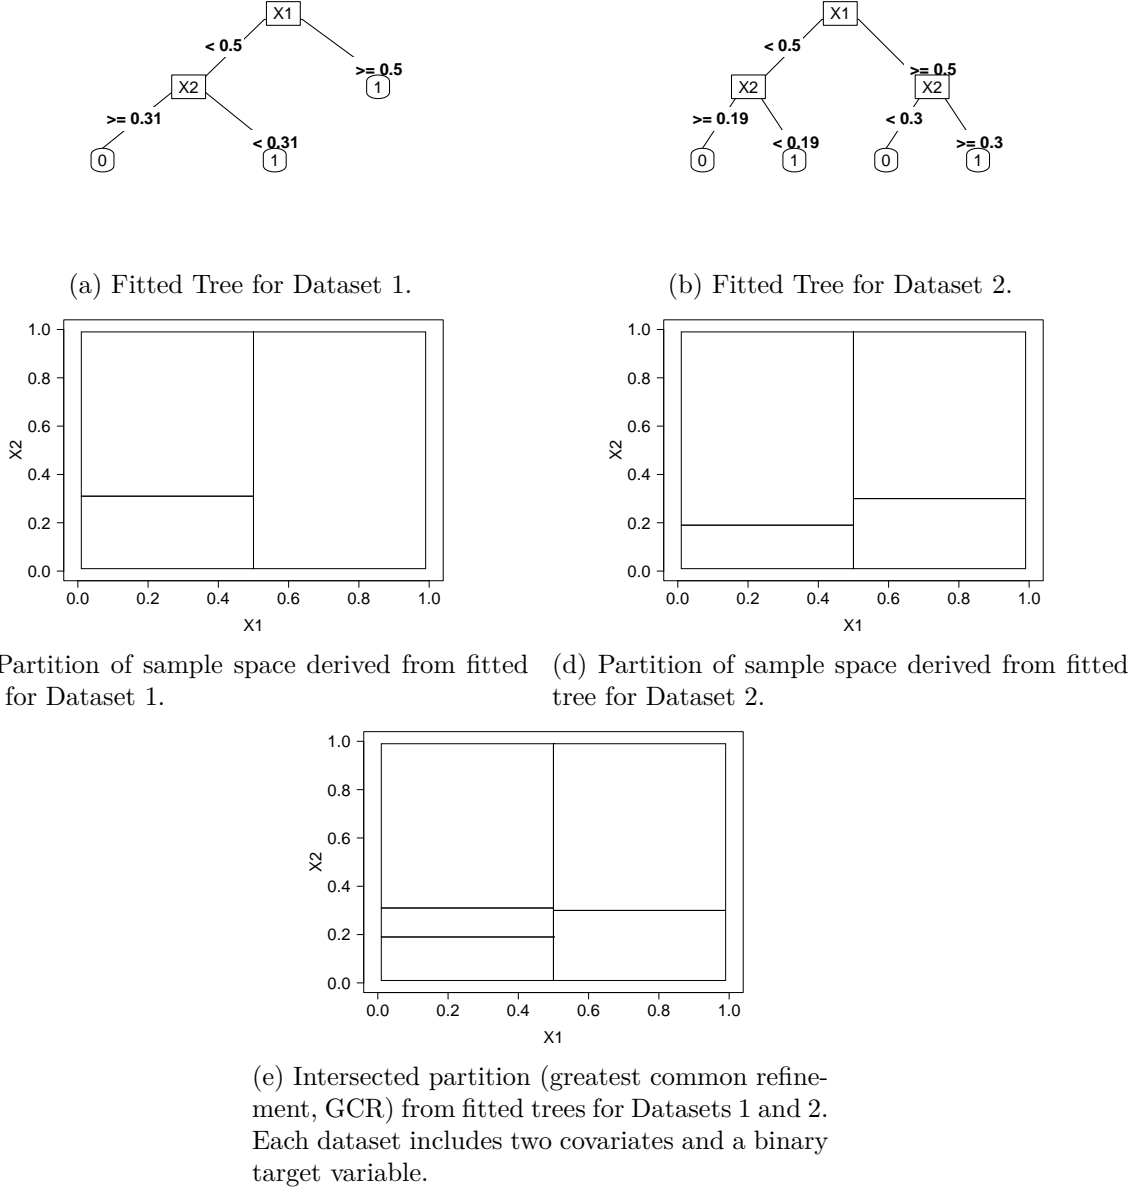 X1
< 0.5
>= 0.5
X2
1
>= 0.31
< 0.31
0
1
X1
< 0.5
>= 0.5
X2
X2
>= 0.19
< 0.19
< 0.3
>= 0.3
0
1
0
1
(a) Fitted Tree for Dataset 1.
(b) Fitted Tree for Dataset 2.
1.0
0.8
0.6
0.4
0.2
0.0
X2
0.0 0.2 0.4 0.6 0.8 1.0
X1
1.0
0.8
0.6
0.4
0.2
0.0
X2
0.0 0.2 0.4 0.6 0.8 1.0
X1
Partition of sample space derived from fitted
for Dataset 1.
(d) Partition of sample space derived from fitted
tree for Dataset 2.
1.0
0.8
0.6
0.4
0.2
0.0
X2
0.0 0.2 0.4 0.6 0.8 1.0
X1
(e) Intersected partition (greatest common refine-
ment, GCR) from fitted trees for Datasets 1 and 2.
Each dataset includes two covariates and a binary
target variable.